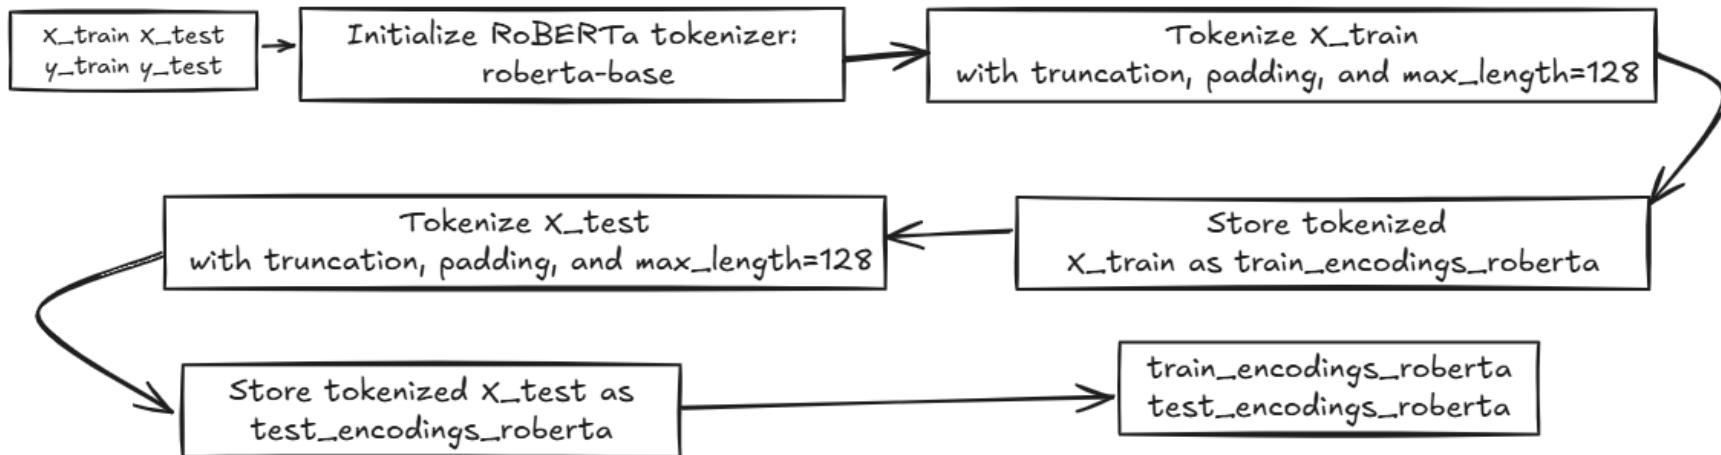 X_train X_test
y_train y_test
Initialize RoBERTa tokenizer:
roberta-base
Tokenize X_train
with truncation, padding, and max_length=128
Store tokenized
X_train as train_encodings_roberta
Tokenize X_test
with truncation, padding, and max_length=128
Store tokenized X_test as
test_encodings_roberta
train_encodings_roberta
test_encodings_roberta